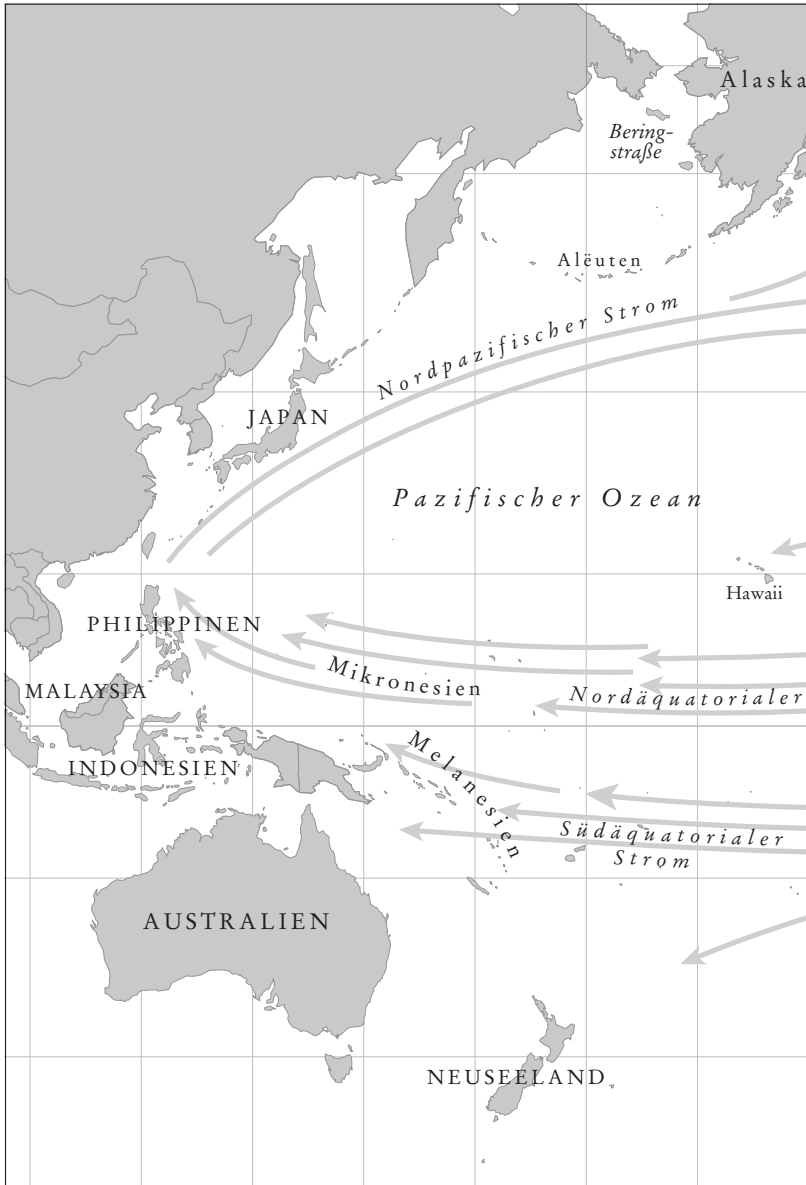 Alaska
Bering-
straße
Alëuten
Nordpazifischer Strom
JAPAN
Pazifischer Ozean
Hawaii
PHILIPPINEN
Mikronesien
MALAYSIA
Nordäquatorialer
Melanesien
INDONESIEN
Südäquatorialer
Strom
AUSTRALIEN
NEUSEELAND